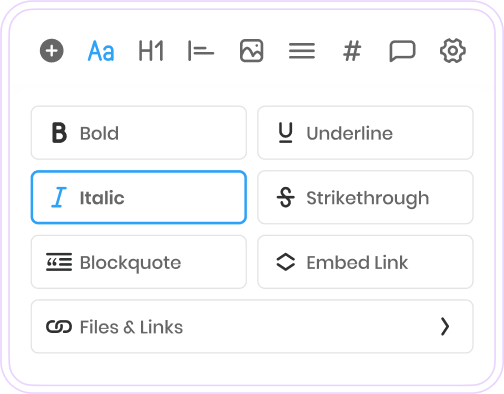 Aa H1 #
B Bold U Underline
I Italic S Strikethrough
Blockquote Embed Link
Files & Links